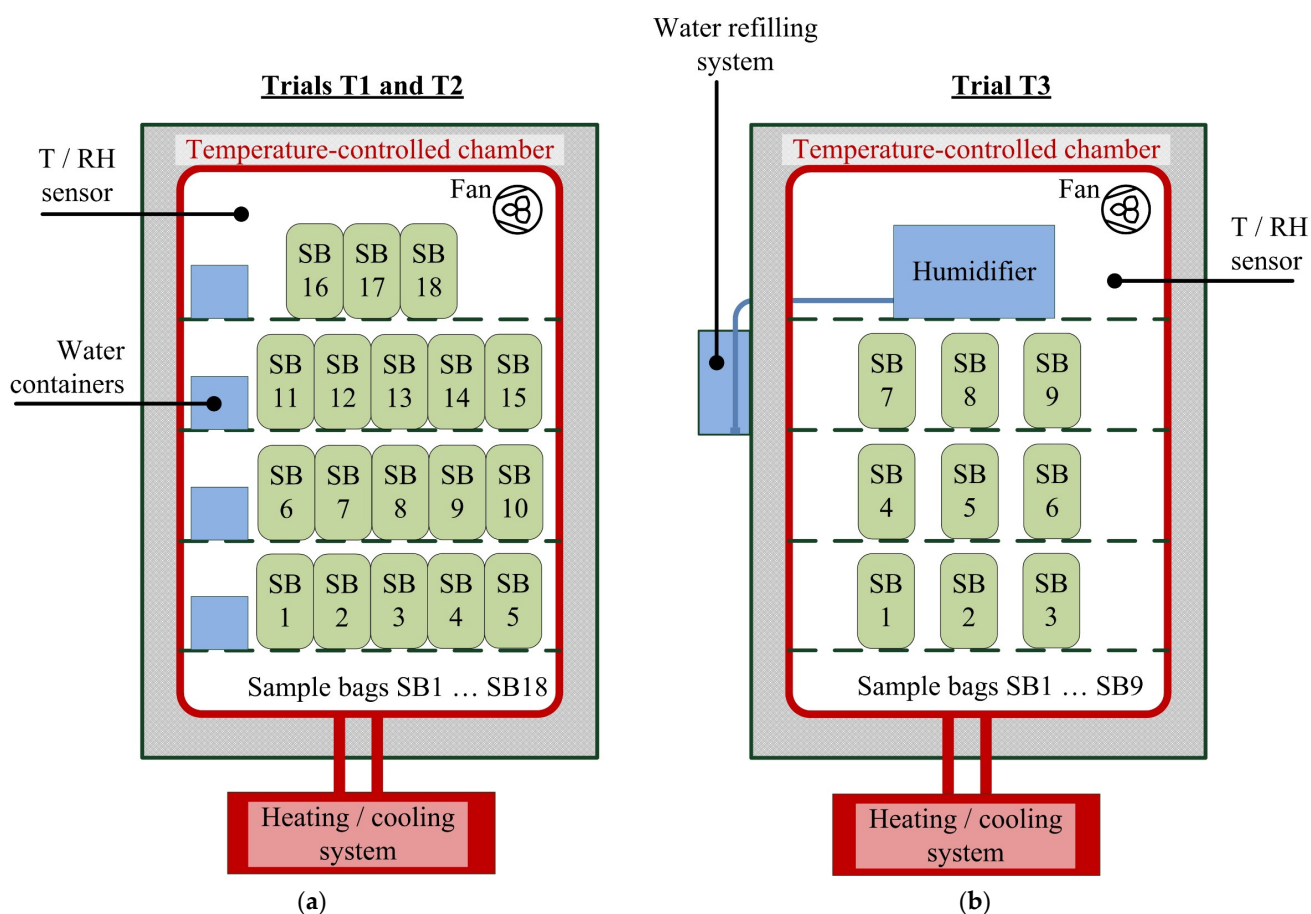 Trials T1 and T2
Temperature-controlled chamber
T / RH
sensor
Fan
SB
16
SB
17
SB
18
Water
containers
SB
11
SB
12
SB
13
SB
14
SB
15
SB
6
SB
7
SB
8
SB
9
SB
10
SB
1
SB
2
SB
3
SB
4
SB
5
Sample bags SB1 … SB18
Heating / cooling
system
(a)
Water refilling
system
Trial T3
Temperature-controlled chamber
Fan
T / RH
sensor
Humidifier
SB
7
SB
8
SB
9
SB
4
SB
5
SB
6
SB
1
SB
2
SB
3
Sample bags SB1 … SB9
Heating / cooling
system
(b)